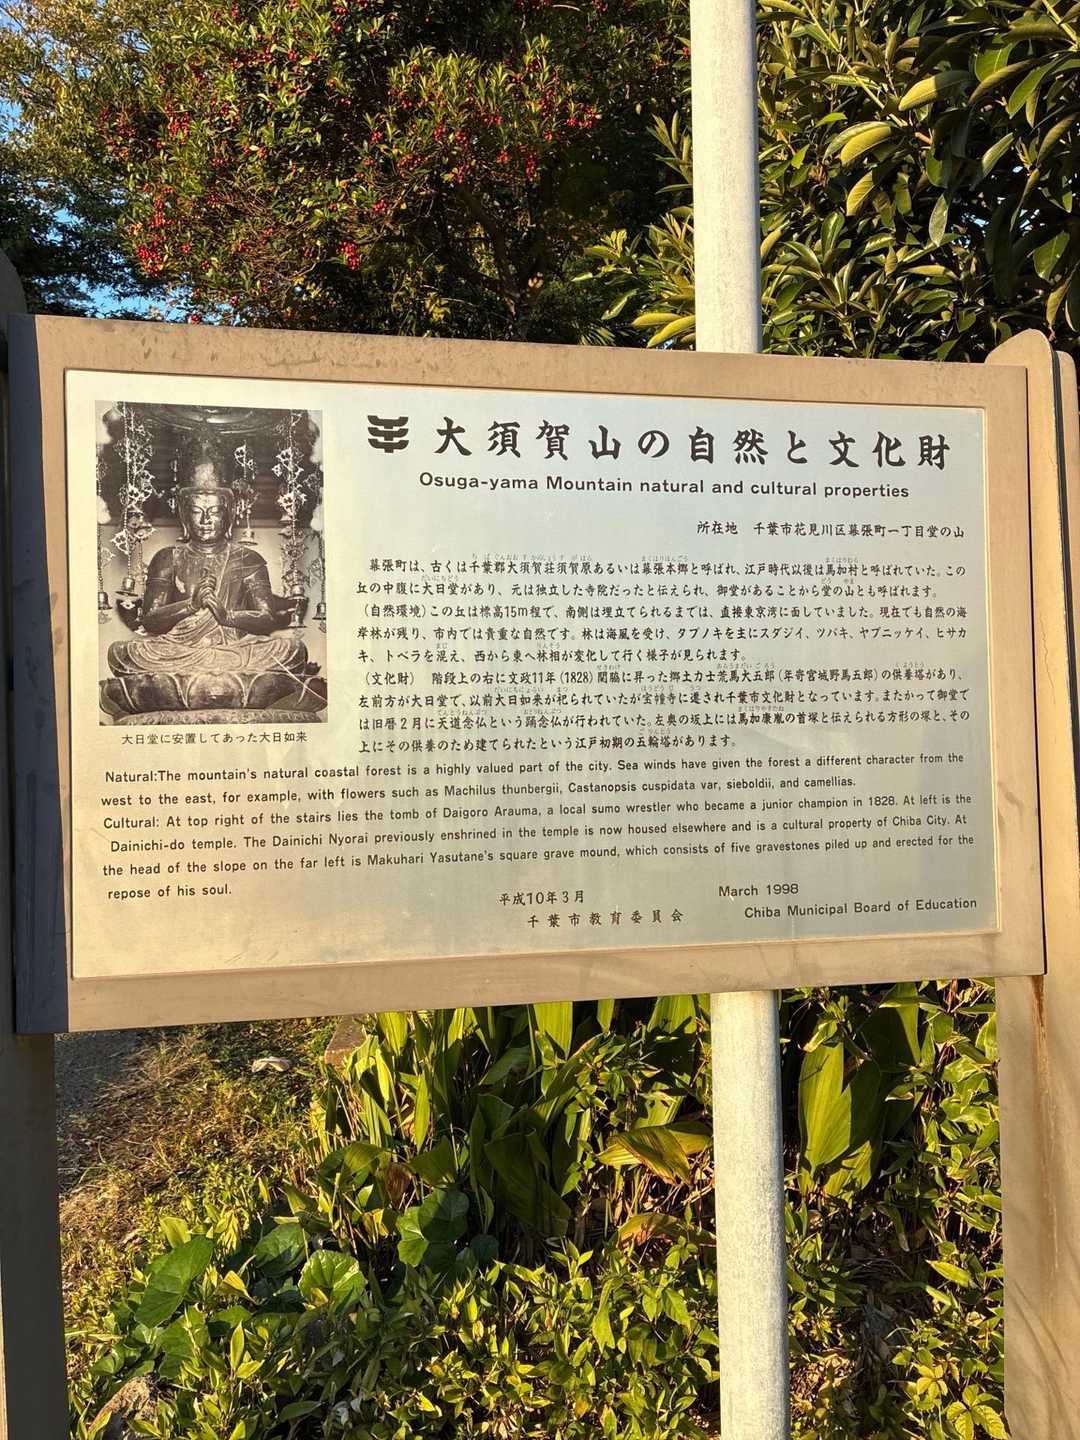 大須賀山の自然と文化財
Osuga-yama Mountain natural and cultural properties
所在地　千葉市花見川区幕張町一丁目堂の山
幕張町は、古くは千葉郡大須賀荘須賀原あるいは幕張本郷と呼ばれ、江戸時代以後は馬加村と呼ばれていた。この
丘の中腹に大日堂があり、元は独立した寺院だったと伝えられ、御堂があることから堂の山とも呼ばれます。
（自然環境）この丘は標高15m程で、南側は埋立てられるまでは、直接東京湾に面していました。現在でも自然の海
岸林が残り、市内では貴重な自然です。林は海風を受け、タブノキを主にスダジイ、ツバキ、ヤブニッケイ、ヒサカ
キ、トベラを混え、西から東へ林相が変化して行く様子が見られます。
（文化財）　階段上の右に文政11年（1828）関脇に昇った郷土力士荒馬大五郎（年寄宮城野馬五郎）の供養塔があり、
左前方が大日堂で、以前大日如来が祀られていたが宝幢寺に遷され千葉市文化財となっています。またかって御堂で
は旧暦２月に天道念仏という踊念仏が行われていた。左奥の坂上には馬加康胤の首塚と伝えられる方形の塚と、その
上にその供養のため建てられたという江戸初期の五輪塔があります。
大日堂に安置してあった大日如来
Natural:The mountain's natural coastal forest is a highly valued part of the city. Sea winds have given the forest a different character from the
west to the east, for example, with flowers such as Machilus thunbergii, Castanopsis cuspidata var, sieboldii, and camellias.
Cultural: At top right of the stairs lies the tomb of Daigoro Arauma, a local sumo wrestler who became a junior champion in 1828. At left is the
Dainichi-do temple. The Dainichi Nyorai previously enshrined in the temple is now housed elsewhere and is a cultural property of Chiba City. At
the head of the slope on the far left is Makuhari Yasutane's square grave mound, which consists of five gravestones piled up and erected for the
repose of his soul.
平成10年３月
千葉市教育委員会
March 1998
Chiba Municipal Board of Education